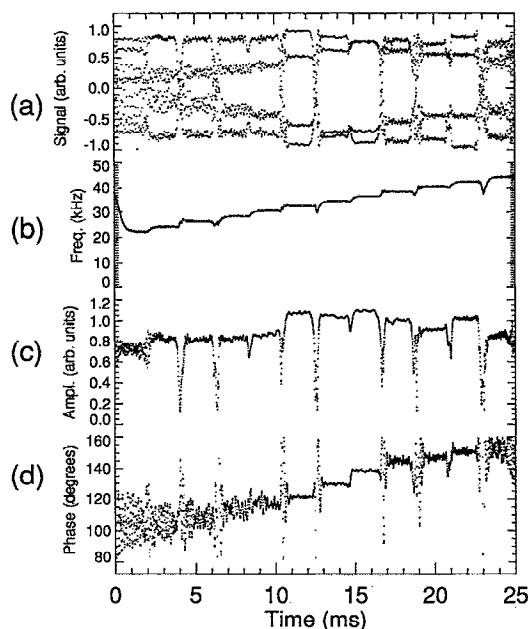 (a)
Signal (arb. units)
1.0
0.5
0.0
-0.5
-1.0
(b)
Freq. (kHz)
50
40
30
20
10
0
(c)
Ampl. (arb. units)
1.2
1.0
0.8
0.6
0.4
0.2
0.0
(d)
Phase (degrees)
160
140
120
100
80
0 5 10 15 20 25
Time (ms)